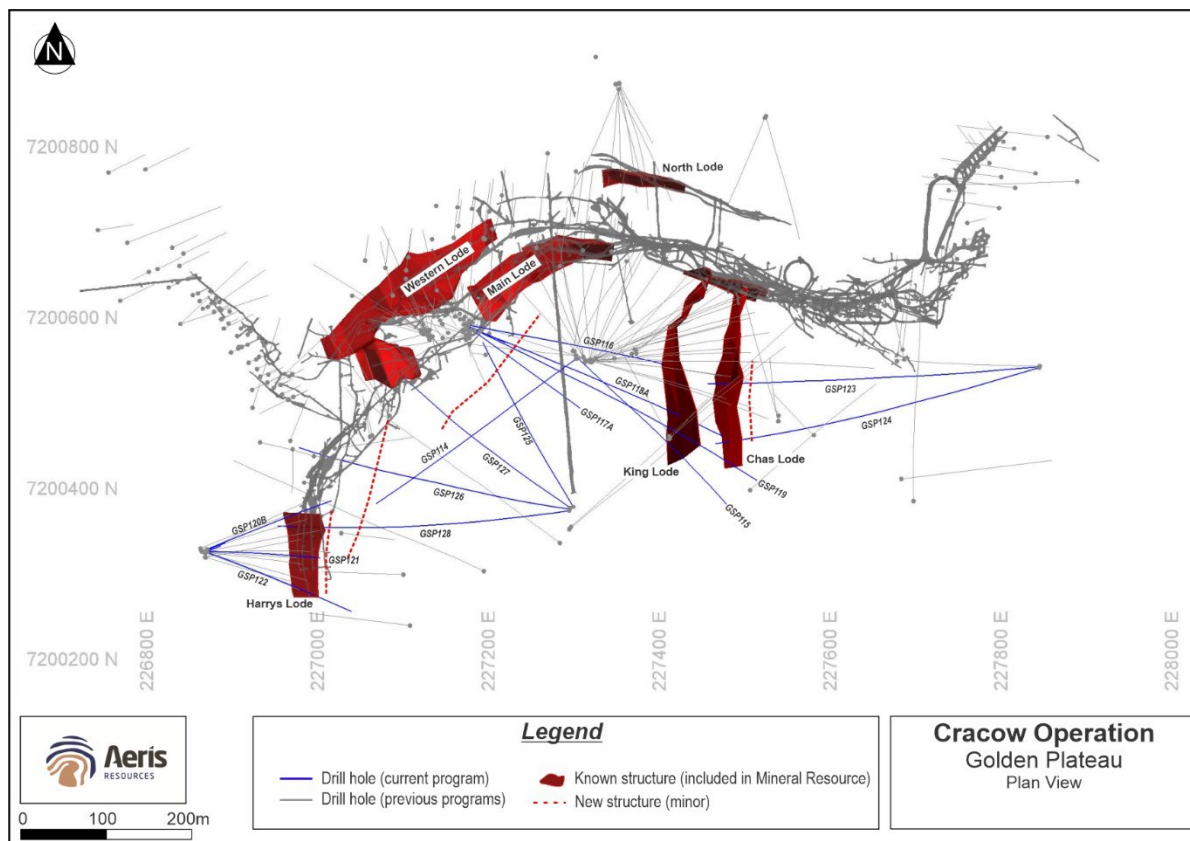 N
7200800 N
North Lode
Western Lode
Main Lode
7200600 N
GSP116
GSP118A
GSP123
GSP117A
GSP124
GSP125
GSP114
GSP127
King Lode
Chas Lode
7200400 N
GSP126
GSP119
GSP115
GSP120B
GSP128
GSP121
GSP122
Harrys Lode
7200200 N
226800 E
227000 E
227200 E
227400 E
227600 E
227800 E
228000 E
Aeris
RESOURCES
0 100 200m
Legend
Drill hole (current program)
Drill hole (previous programs)
Known structure (included in Mineral Resource)
New structure (minor)
Cracow Operation
Golden Plateau
Plan View